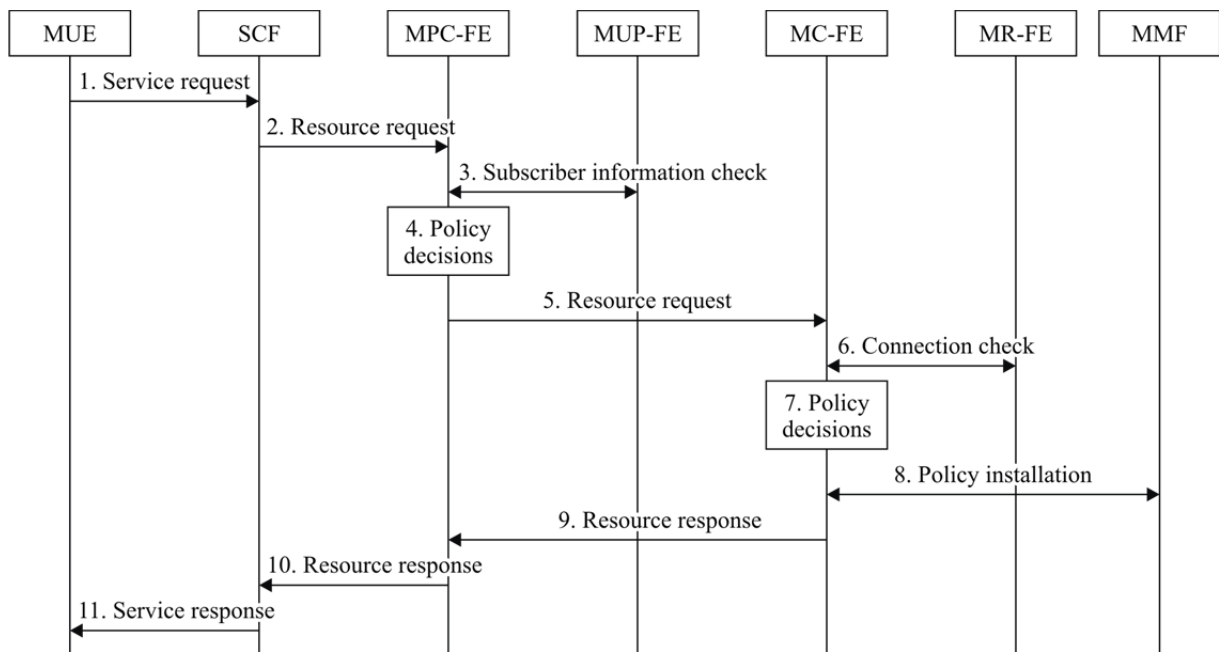 MUE
SCF
MPC-FE
MUP-FE
MC-FE
MR-FE
MMF
1. Service request
2. Resource request
3. Subscriber information check
4. Policy
decisions
5. Resource request
6. Connection check
7. Policy
decisions
8. Policy installation
9. Resource response
10. Resource response
11. Service response